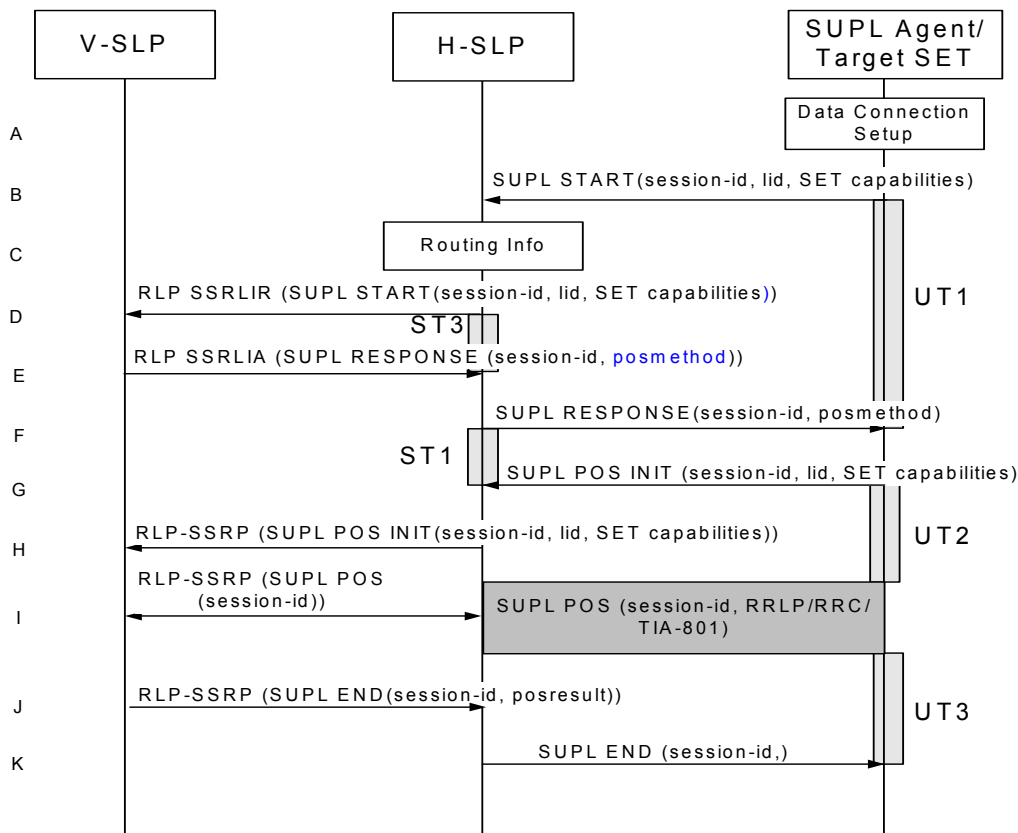 V-SLP
H-SLP
SUPL Agent/
Target SET
A
Data Connection
Setup
B
SUPL START(session-id, lid, SET capabilities)
C
Routing Info
UT1
RLP SSRLIR (SUPL START(session-id, lid, SET capabilities))
D
ST3
RLP SSRLIA (SUPL RESPONSE (session-id, posmethod))
E
SUPL RESPONSE(session-id, posmethod)
F
ST1
SUPL POS INIT (session-id, lid, SET capabilities)
G
UT2
RLP-SSRP (SUPL POS INIT(session-id, lid, SET capabilities))
H
RLP-SSRP (SUPL POS
(session-id))
I
SUPL POS (session-id, RRLP/RRC/
TIA-801)
RLP-SSRP (SUPL END(session-id, posresult))
J
UT3
SUPL END (session-id,)
K